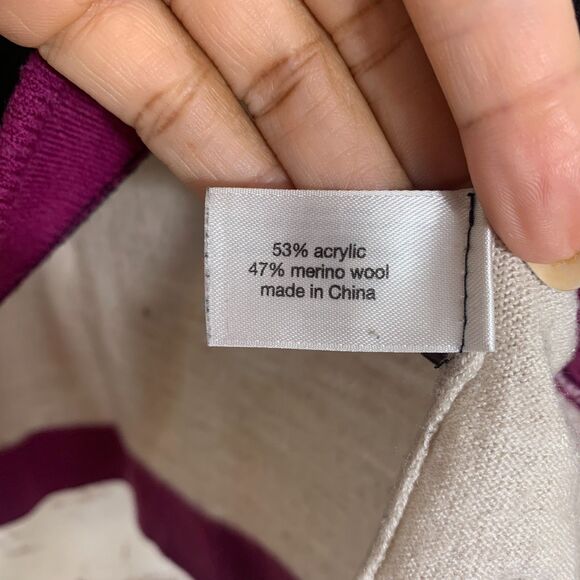 53% acrylic
47% merino wool
made in China